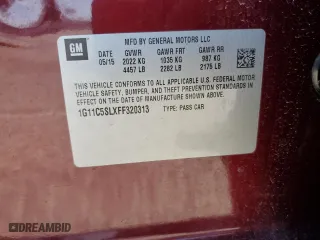 GM
MFD BY GENERAL MOTORS LLC
DATE GVWR GAWR FRT GAWR RR
05/15 2022 KG 1035 KG 987 KG
4457 LB 2282 LB 2175 LB
THIS VEHICLE CONFORMS TO ALL APPLICABLE U.S. FEDERAL MOTOR
VEHICLE SAFETY, BUMPER, AND THEFT PREVENTION STANDARDS
IN EFFECT ON THE DATE OF MANUFACTURE SHOWN ABOVE.
1G11C5SLXFF320313
TYPE: PASS CAR